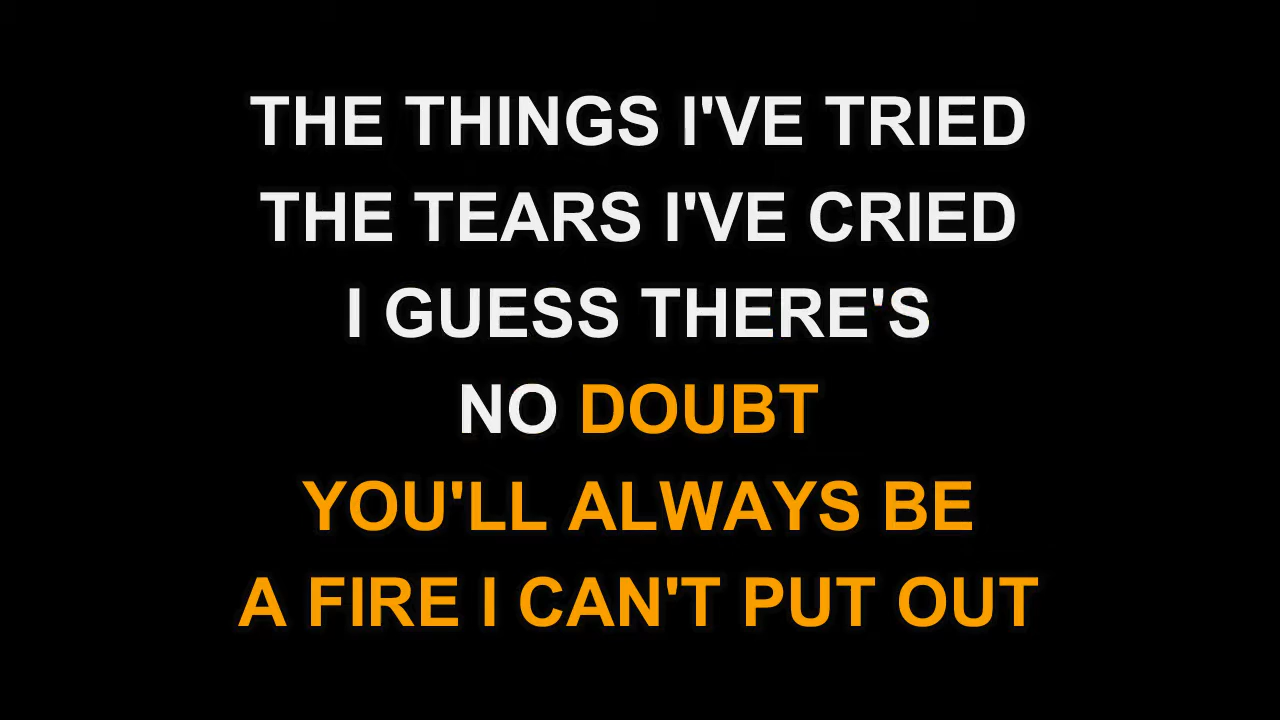 THE THINGS I'VE TRIED
THE TEARS I'VE CRIED
I GUESS THERE'S
NO DOUBT
YOU'LL ALWAYS BE
A FIRE I CAN'T PUT OUT